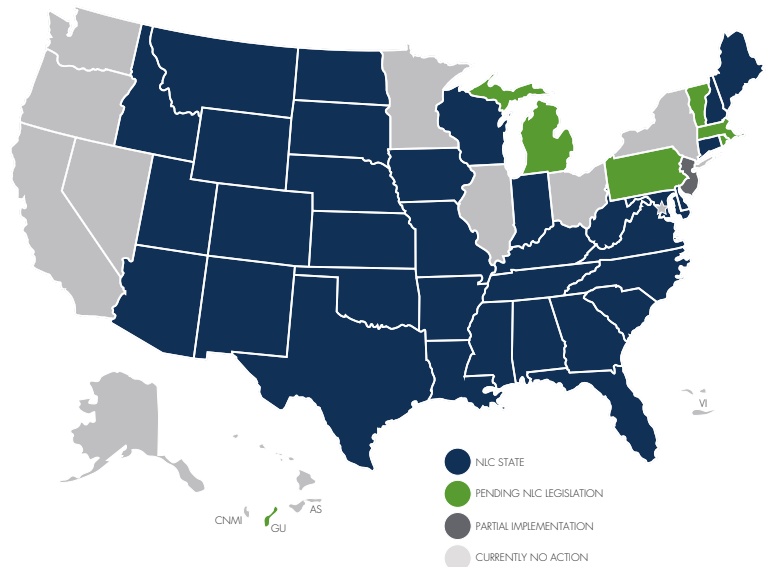 VI
NLC STATE
PENDING NLC LEGISLATION
AS
CNMI
GU
PARTIAL IMPLEMENTATION
CURRENTLY NO ACTION